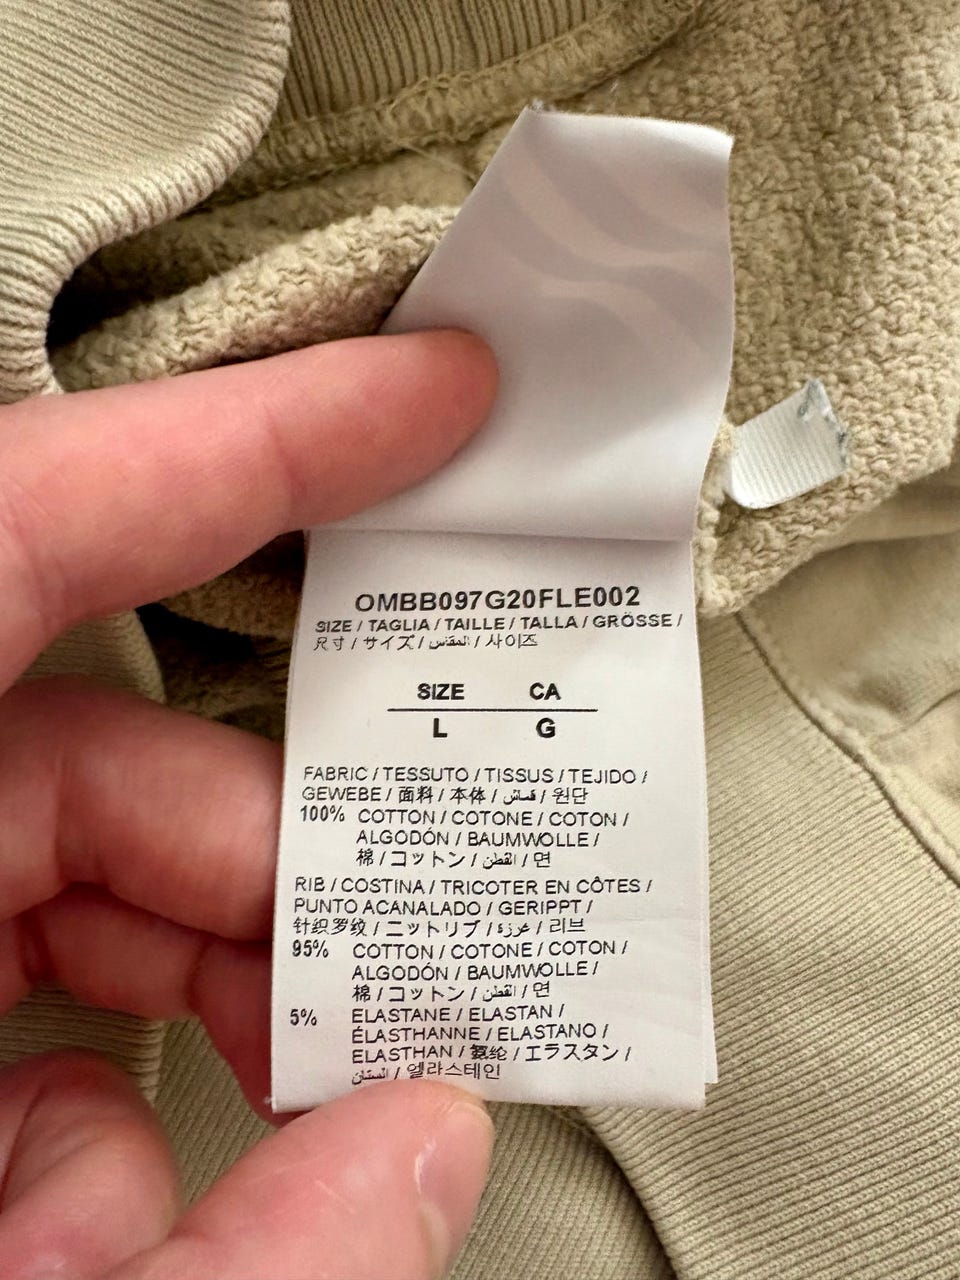 OMBB097G20FLE002
SIZE / TAGLIA / TAILLE / TALLA / GRÖSSE /
尺寸 / サイズ / المقاس / 사이즈
SIZE CA
L G
FABRIC / TESSUTO / TISSUS / TEJIDO /
GEWEBE / 面料 / 本体 / قماش / 원단
100% COTTON / COTONE / COTON /
ALGODÓN / BAUMWOLLE /
棉 / コットン / القطن / 면
RIB / COSTINA / TRICOTER EN CÔTES /
PUNTO ACANALADO / GERIPPT /
针织罗纹 / ニットリブ / غرزة / 리브
95% COTTON / COTONE / COTON /
ALGODÓN / BAUMWOLLE /
棉 / コットン / القطن / 면
5% ELASTANE / ELASTAN /
ÉLASTHANNE / ELASTANO /
ELASTHAN / 氨纶 / エラスタン /
الستان / 엘라스테인